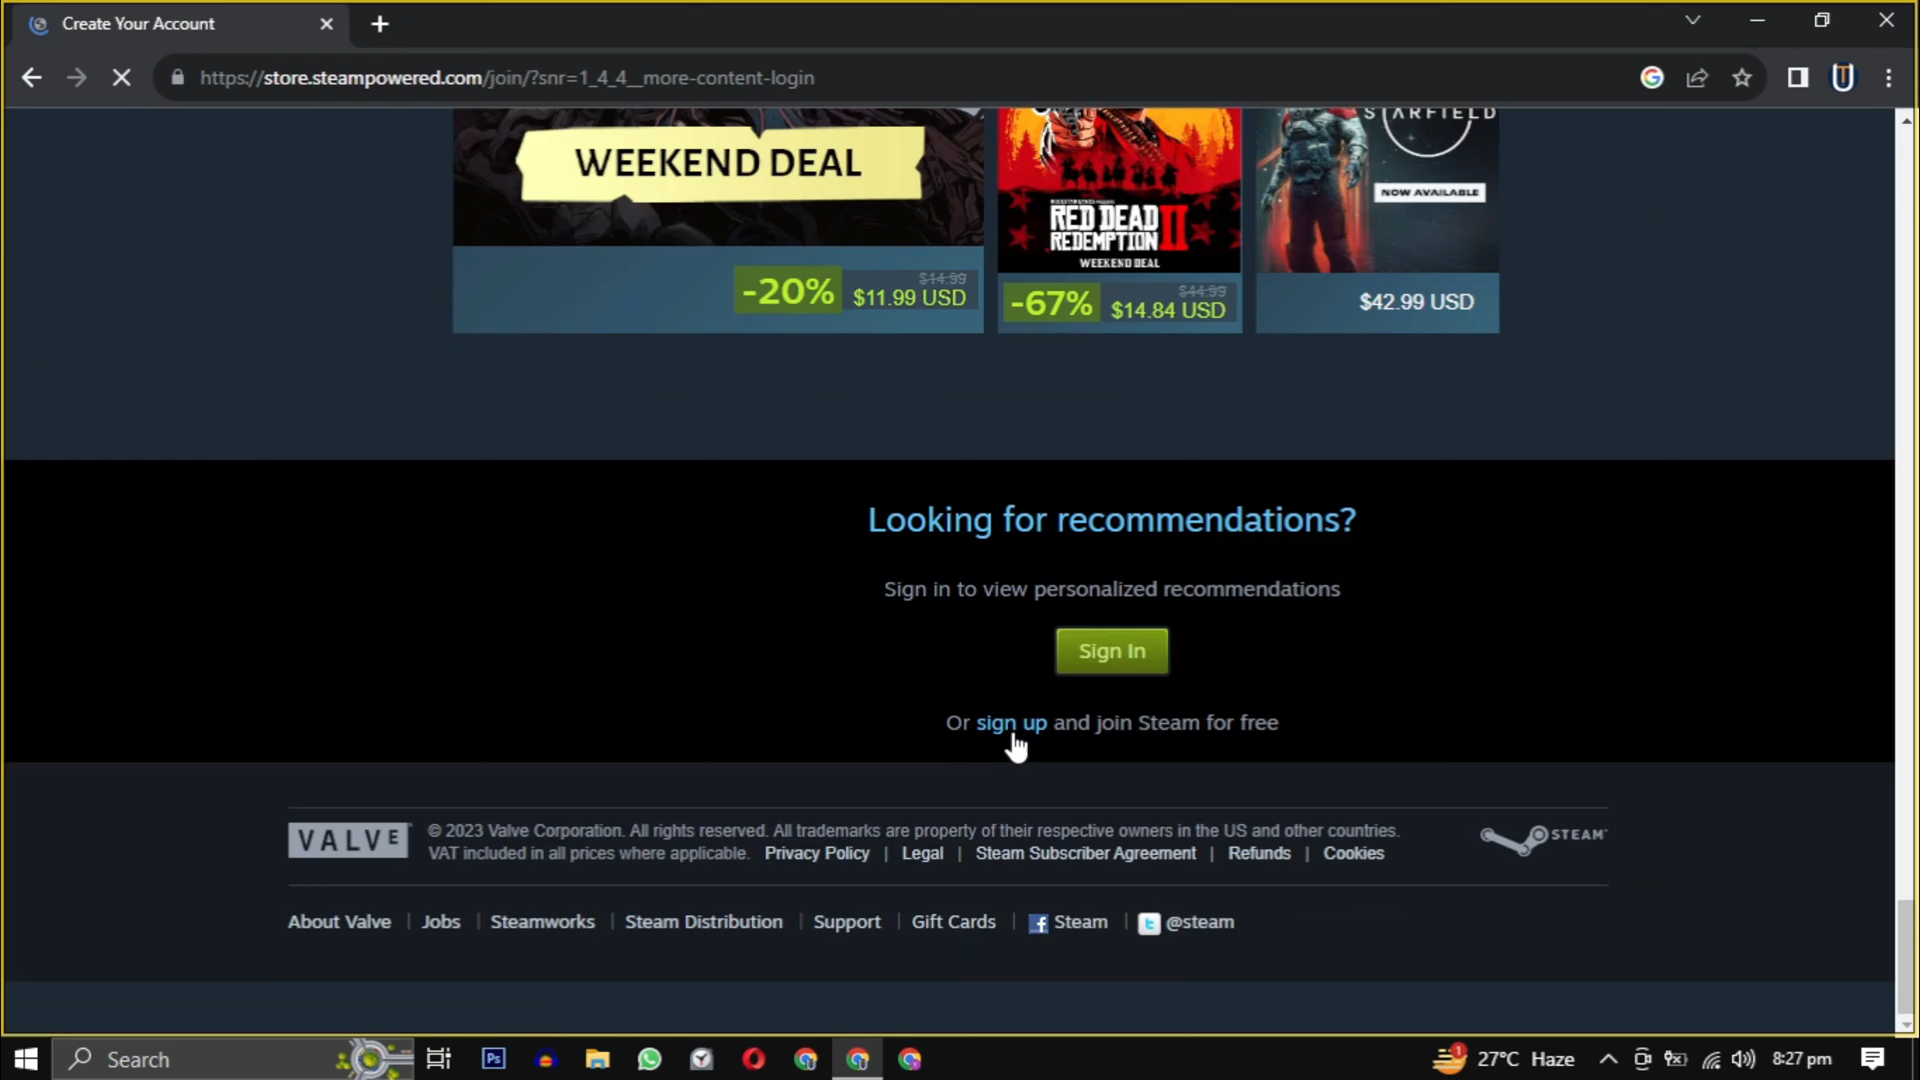 Create Your Account
https://store.steampowered.com/join/?snr=1_4_4__more-content-login
WEEKEND DEAL
-20%
$14.99
$11.99 USD
RED DEAD
REDEMPTION II
WEEKEND DEAL
-67%
$44.99
$14.84 USD
STARFIELD
NOW AVAILABLE
$42.99 USD
Looking for recommendations?
Sign in to view personalized recommendations
Sign In
Or sign up and join Steam for free
VALVE
© 2023 Valve Corporation. All rights reserved. All trademarks are property of their respective owners in the US and other countries.
VAT included in all prices where applicable. Privacy Policy | Legal | Steam Subscriber Agreement | Refunds | Cookies
STEAM
About Valve | Jobs | Steamworks | Steam Distribution | Support | Gift Cards | Steam | @steam
Search
Ps
1
27°C Haze
8:27 pm